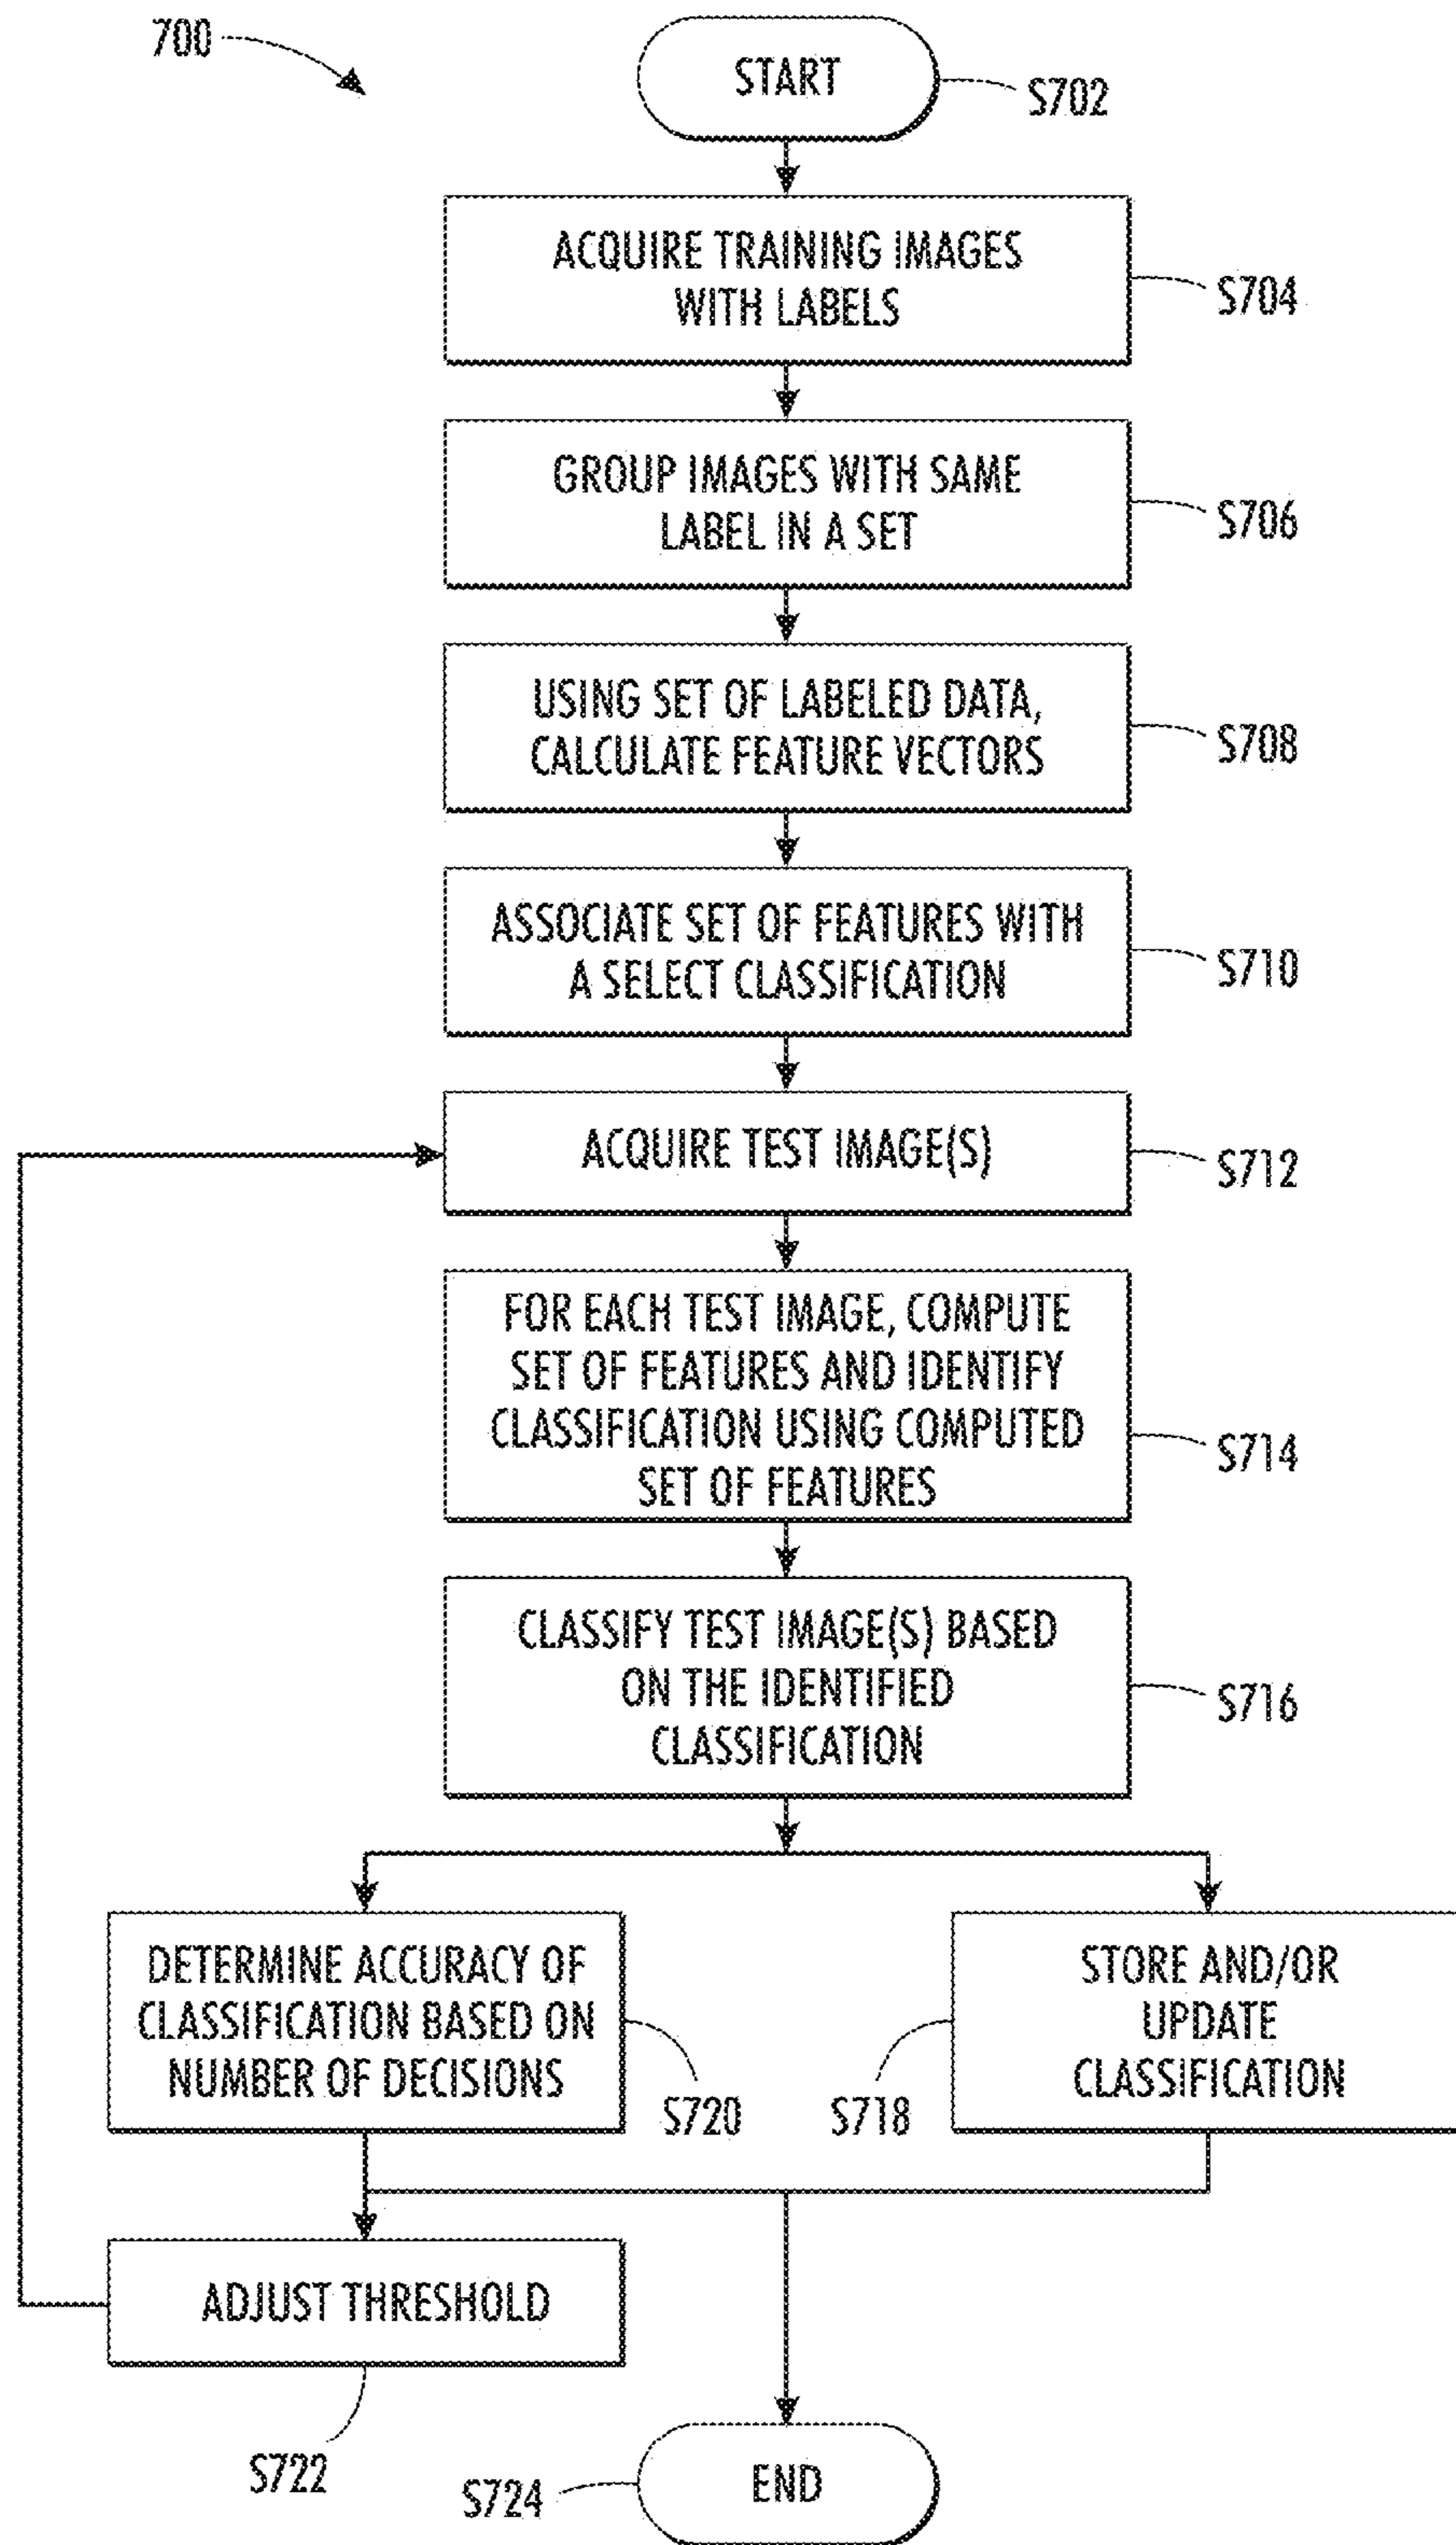 700
START
S702
ACQUIRE TRAINING IMAGES
WITH LABELS
S704
GROUP IMAGES WITH SAME
LABEL IN A SET
S706
USING SET OF LABELED DATA,
CALCULATE FEATURE VECTORS
S708
ASSOCIATE SET OF FEATURES WITH
A SELECT CLASSIFICATION
S710
ACQUIRE TEST IMAGE(S)
S712
FOR EACH TEST IMAGE, COMPUTE
SET OF FEATURES AND IDENTIFY
CLASSIFICATION USING COMPUTED
SET OF FEATURES
S714
CLASSIFY TEST IMAGE(S) BASED
ON THE IDENTIFIED
CLASSIFICATION
S716
DETERMINE ACCURACY OF
CLASSIFICATION BASED ON
NUMBER OF DECISIONS
S720
STORE AND/OR
UPDATE
CLASSIFICATION
S718
ADJUST THRESHOLD
S722
END
S724